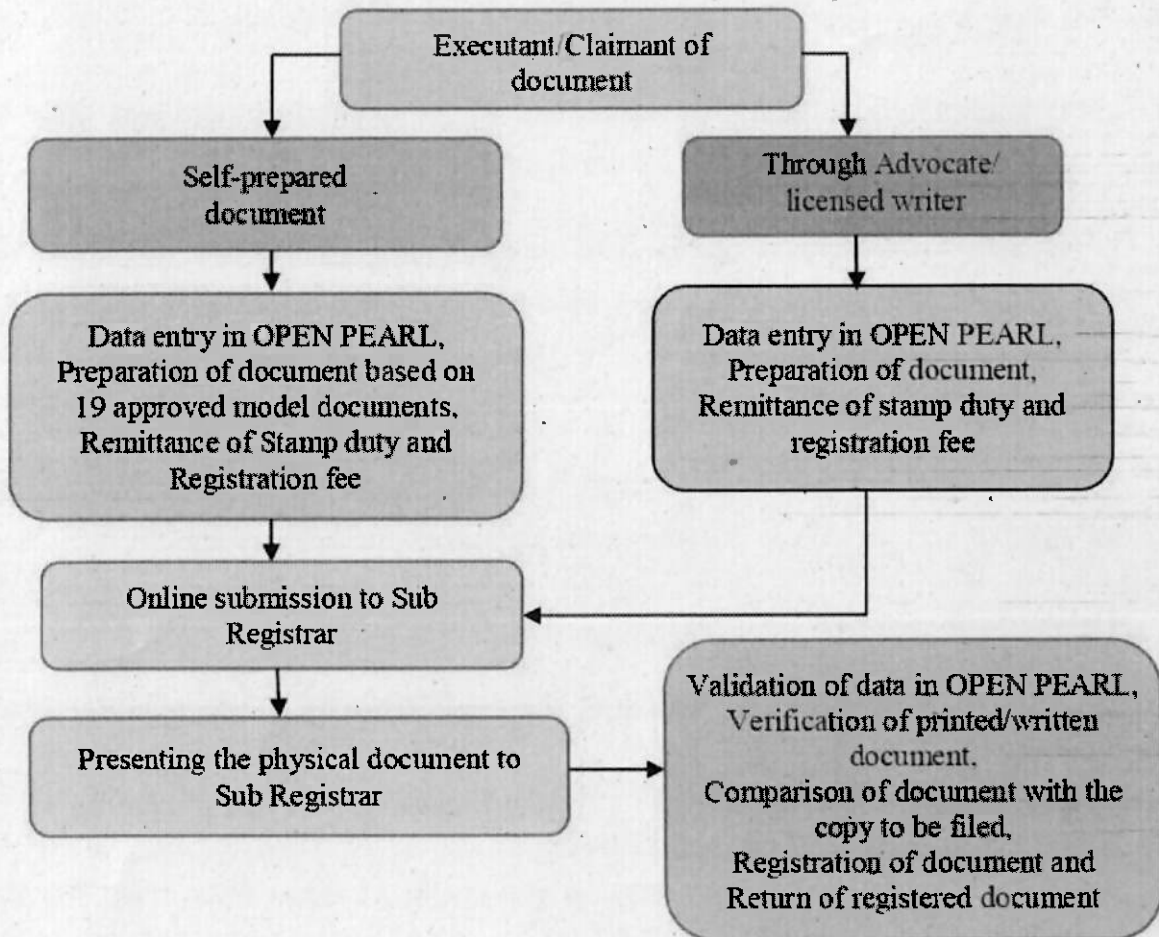 Executant/Claimant of
document
Self-prepared
document
Through Advocate/
licensed writer
Data entry in OPEN PEARL,
Preparation of document based on
19 approved model documents,
Remittance of Stamp duty and
Registration fee
Data entry in OPEN PEARL,
Preparation of document,
Remittance of stamp duty and
registration fee
Online submission to Sub
Registrar
Presenting the physical document to
Sub Registrar
Validation of data in OPEN PEARL,
Verification of printed/written
document,
Comparison of document with the
copy to be filed,
Registration of document and
Return of registered document